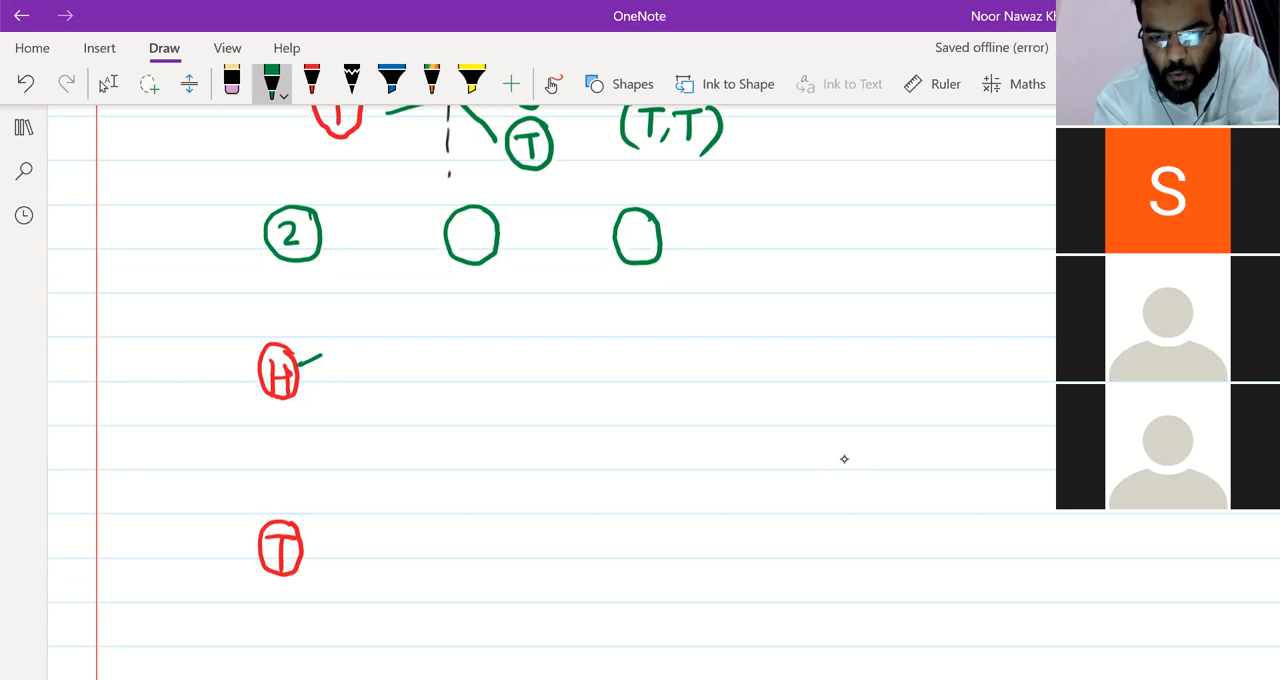 OneNote
Noor Nawaz Kh
Home Insert Draw View Help
Saved offline (error)
Shapes Ink to Shape Ink to Text Ruler Maths
T (T,T)
2
H
T
S